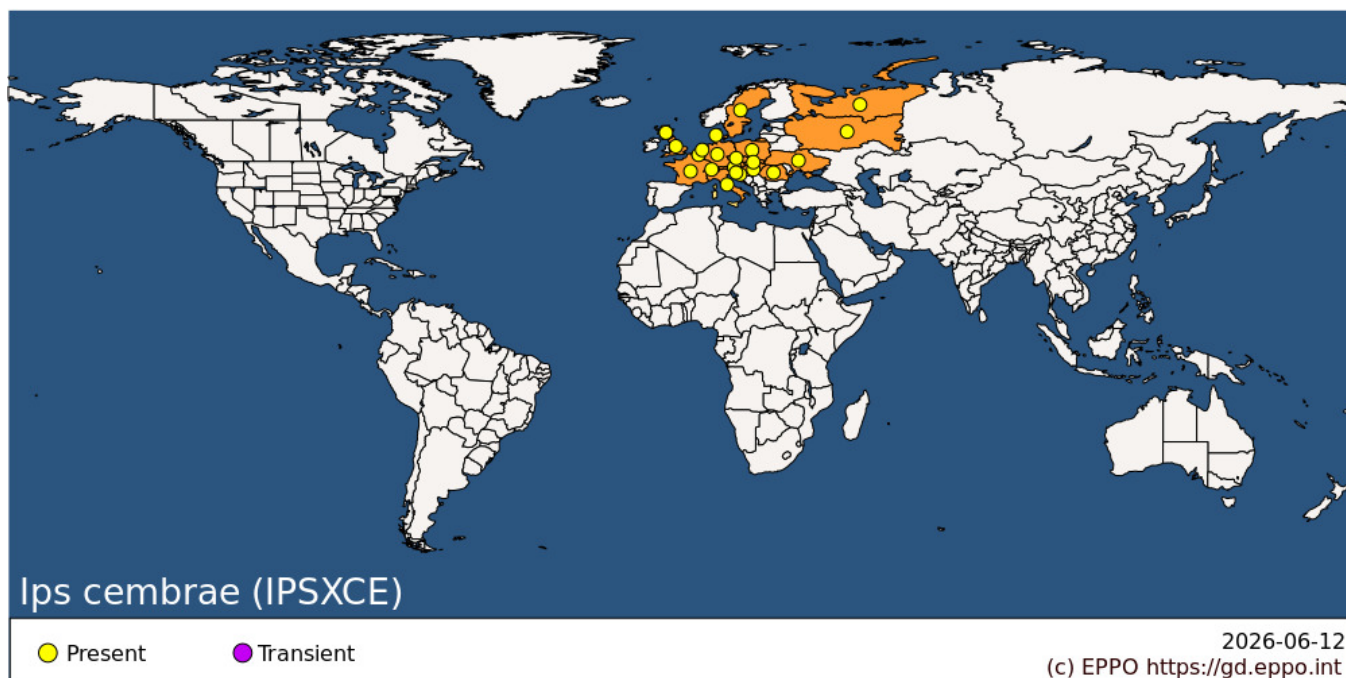 Ips cembrae (IPSXCE)
Present
Transient
2026-06-12
(c) EPPO https://gd.eppo.int